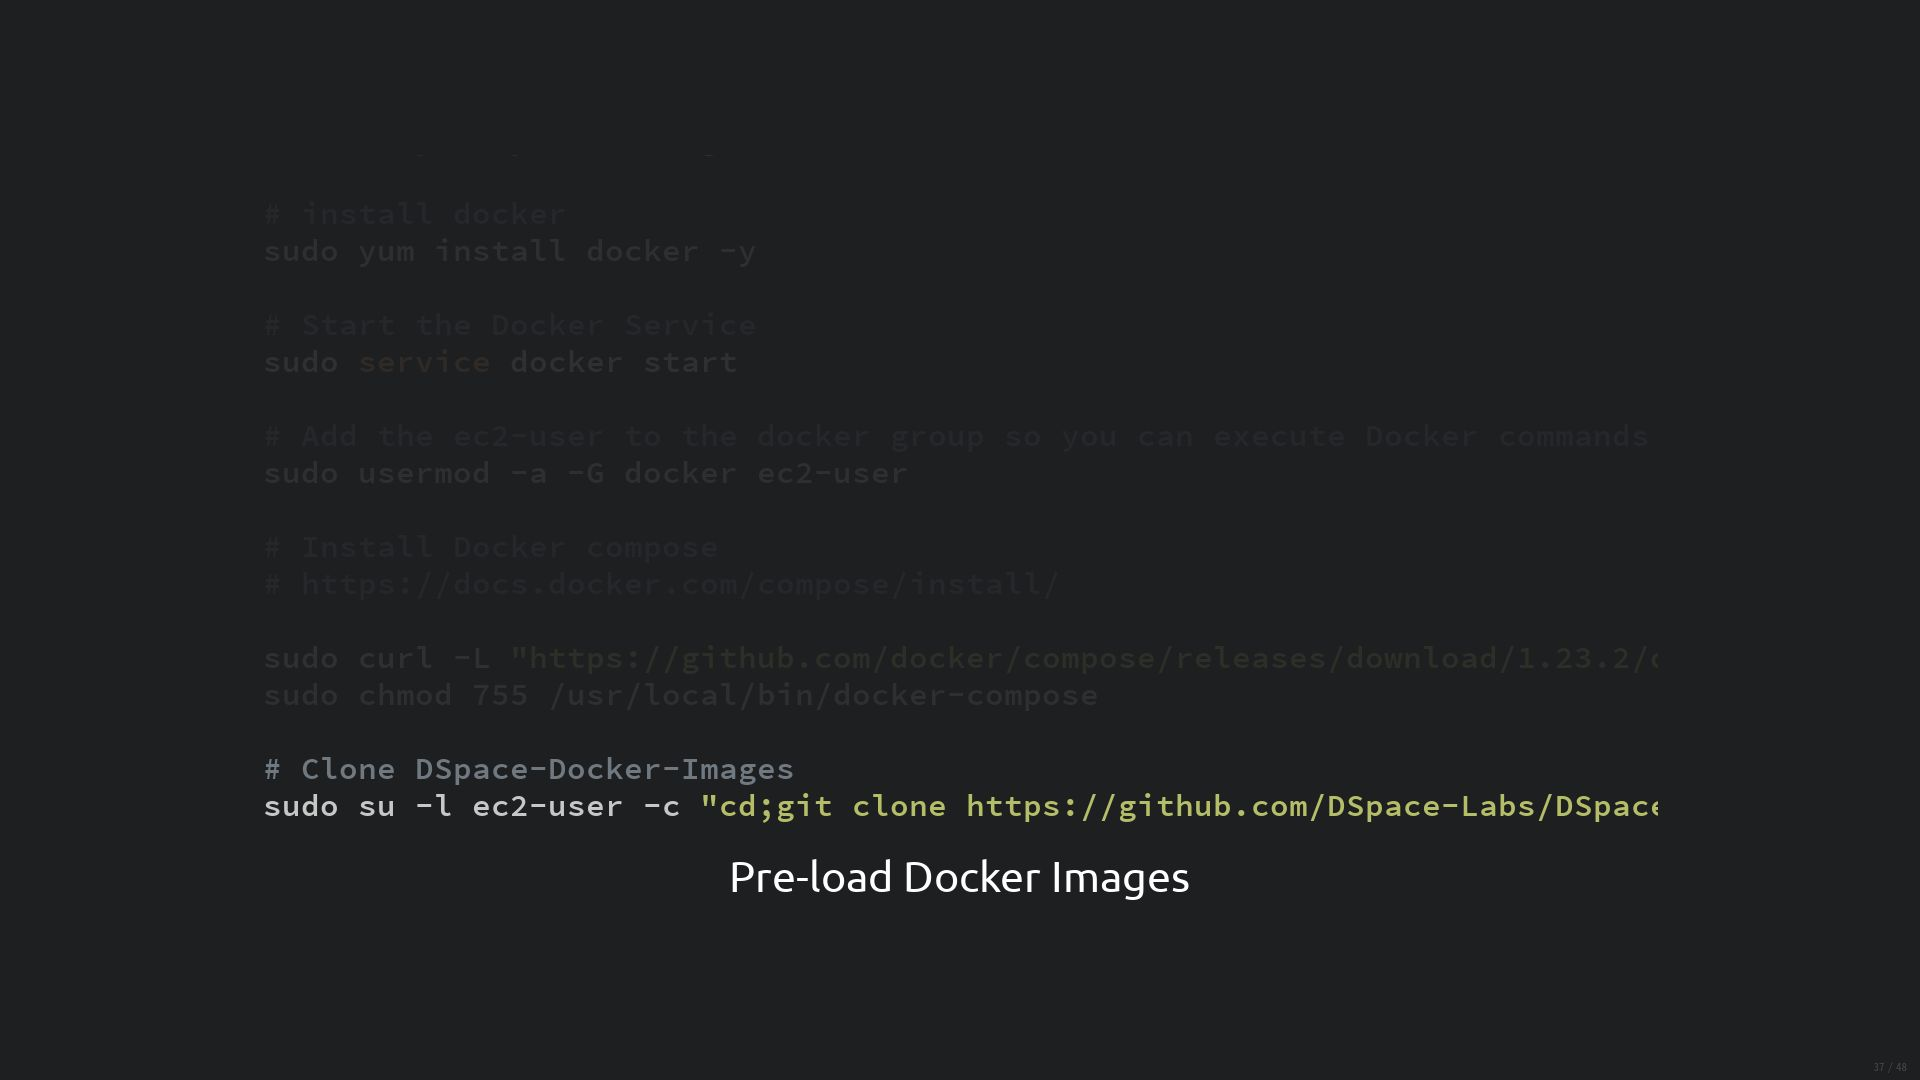 # install docker
sudo yum install docker -y
# Start the Docker Service
sudo service docker start
# Add the ec2-user to the docker group so you can execute Docker commands
sudo usermod -a -G docker ec2-user
# Install Docker compose
# https://docs.docker.com/compose/install/
sudo curl -L "https://github.com/docker/compose/releases/download/1.23.2/
sudo chmod 755 /usr/local/bin/docker-compose
# Clone DSpace-Docker-Images
sudo su -l ec2-user -c "cd;git clone https://github.com/DSpace-Labs/DSpace
Pre-load Docker Images
37 / 48